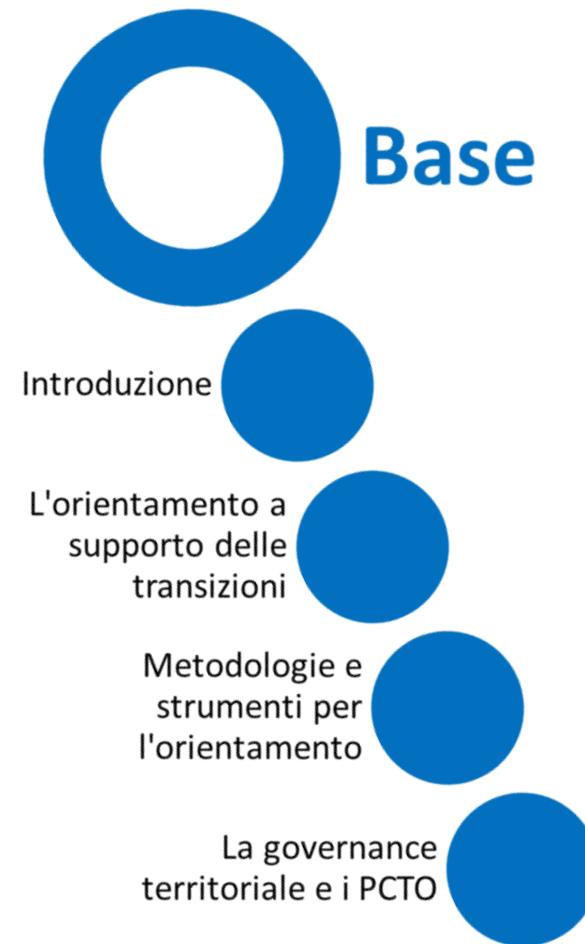 Base
Introduzione
L'orientamento a
supporto delle
transizioni
Metodologie e
strumenti per
l'orientamento
La governance
territoriale e i PCTO